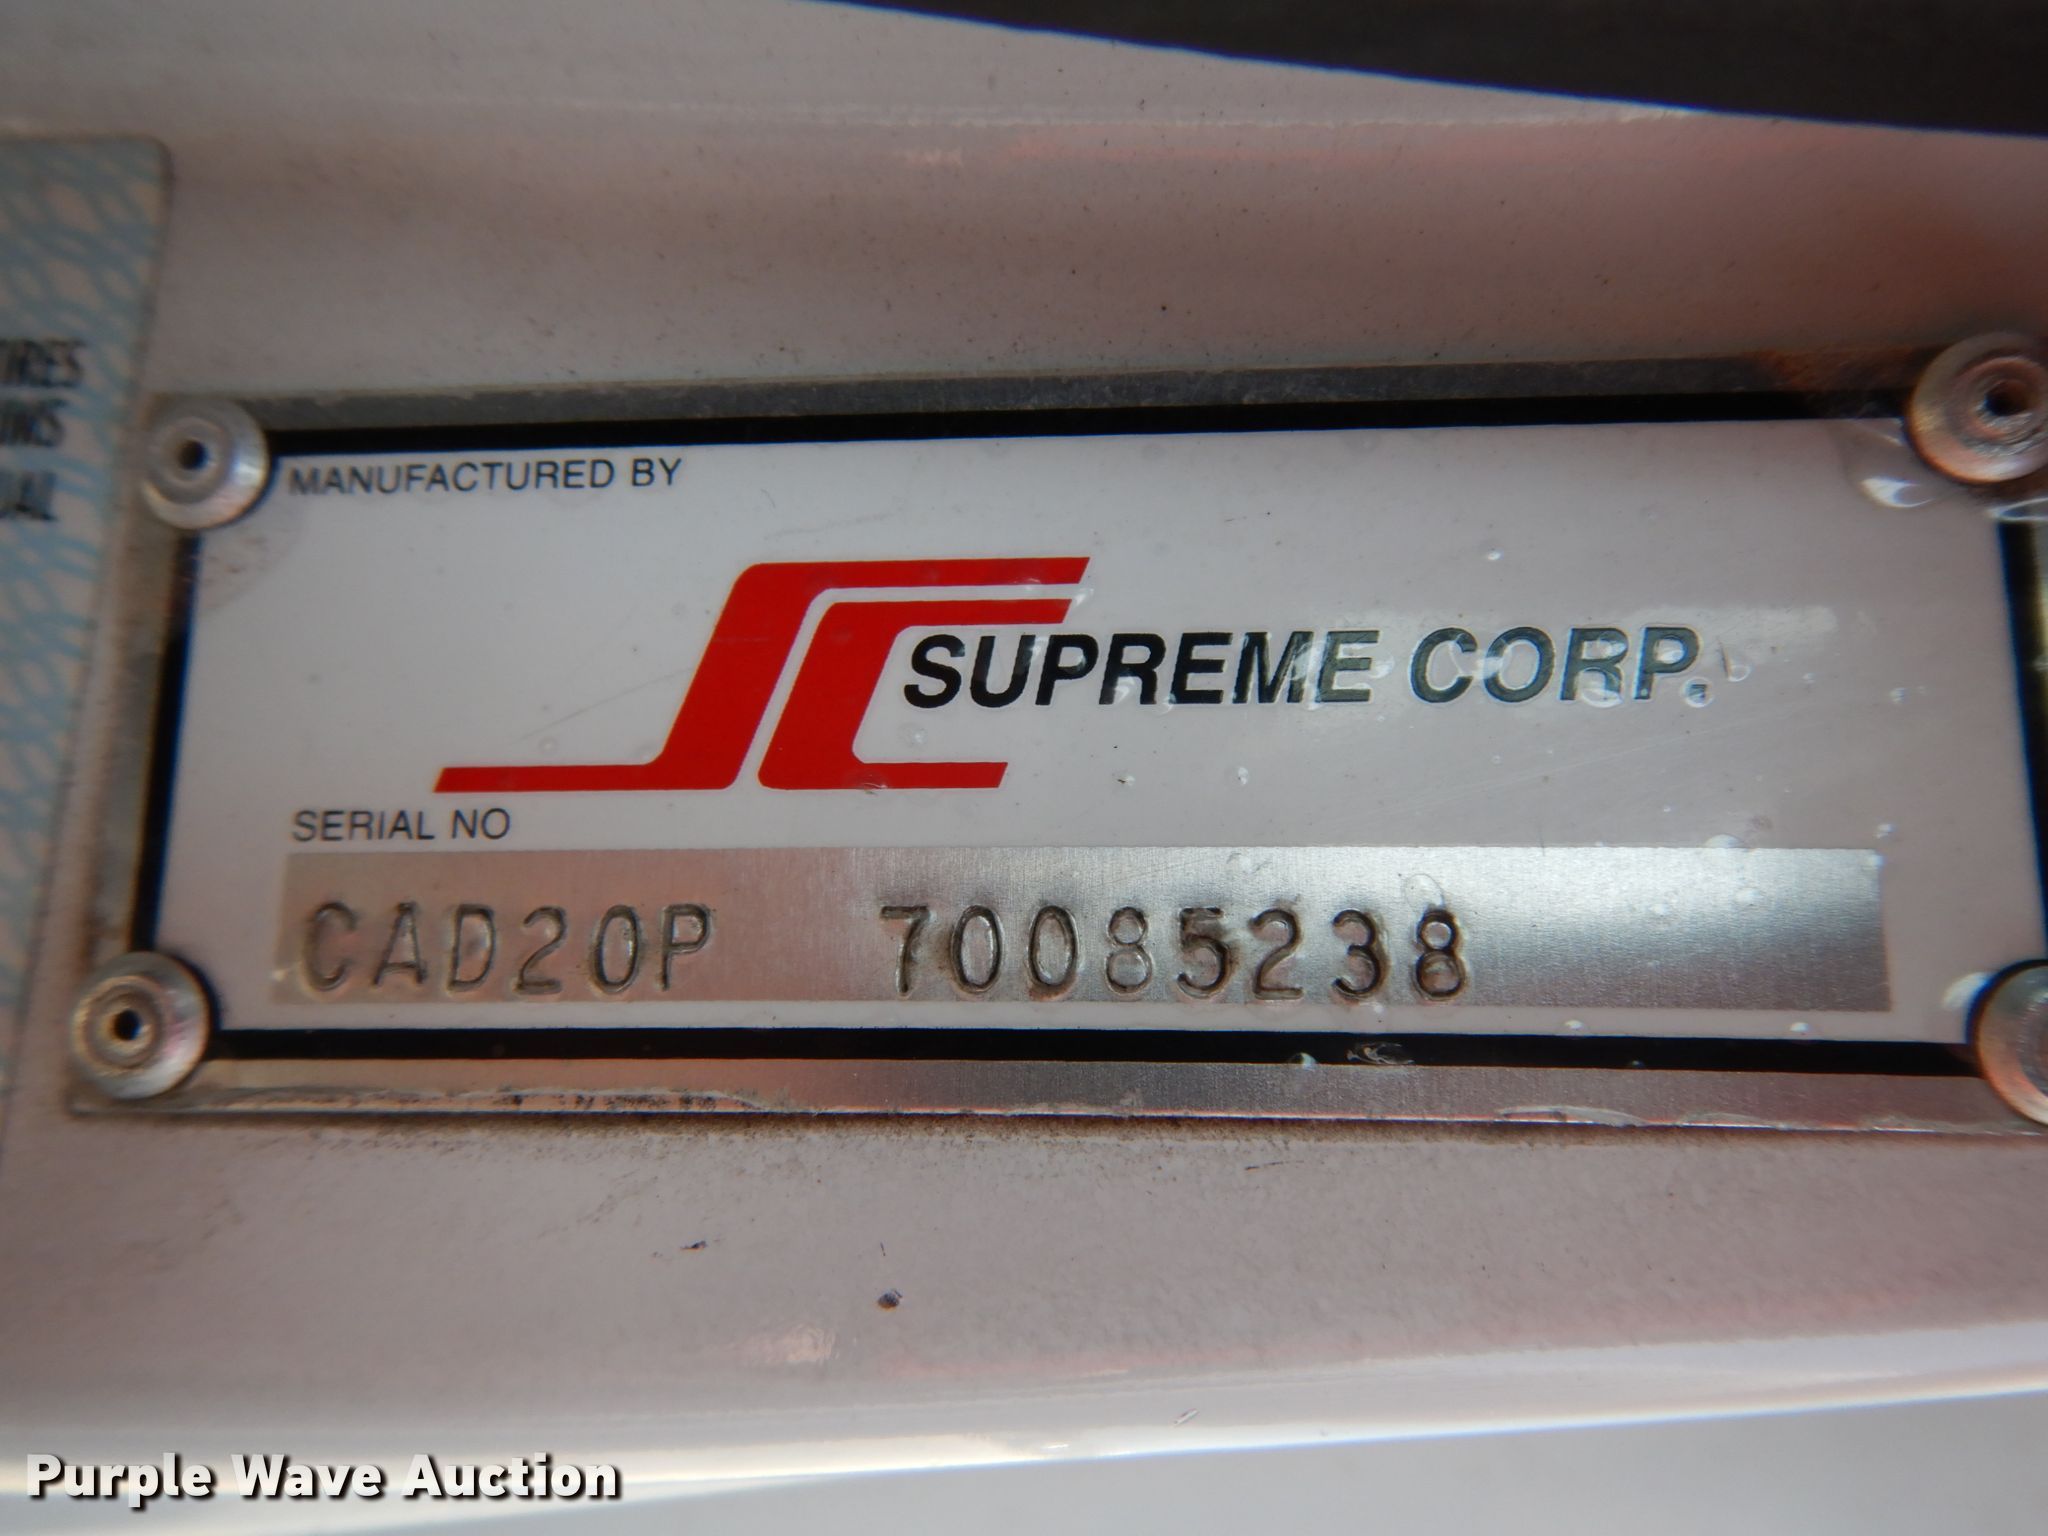 MANUFACTURED BY
SUPREME CORP.
SERIAL NO
CAD20P 70085238
Purple Wave Auction